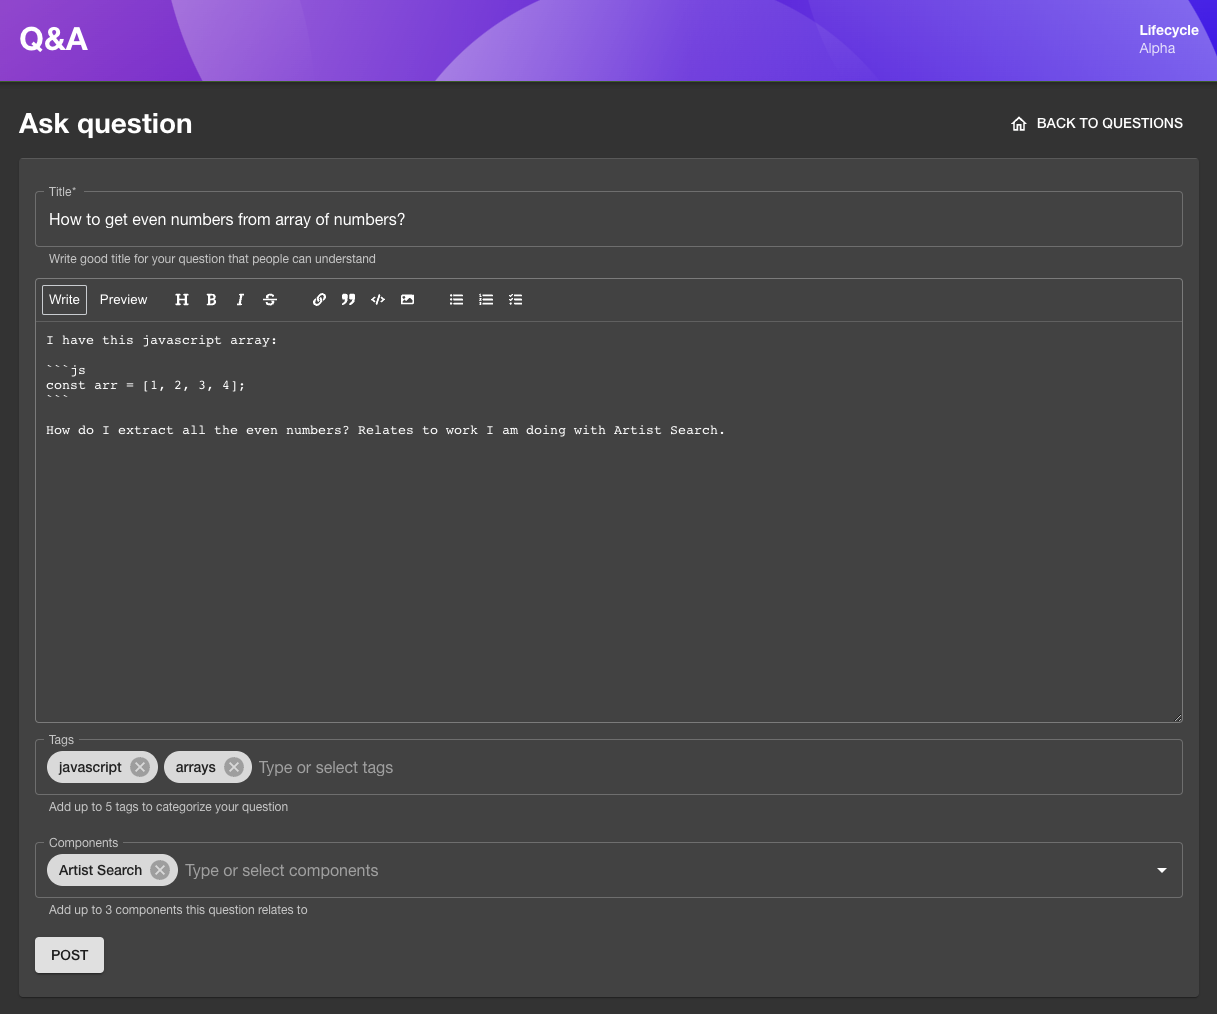 Q&A
Lifecycle
Alpha
Ask question
BACK TO QUESTIONS
Title*
How to get even numbers from array of numbers?
Write good title for your question that people can understand
Write Preview
I have this javascript array:
```js
const arr = [1, 2, 3, 4];
```
How do I extract all the even numbers? Relates to work I am doing with Artist Search.
Tags
javascript arrays Type or select tags
Add up to 5 tags to categorize your question
Components
Artist Search Type or select components
Add up to 3 components this question relates to
POST